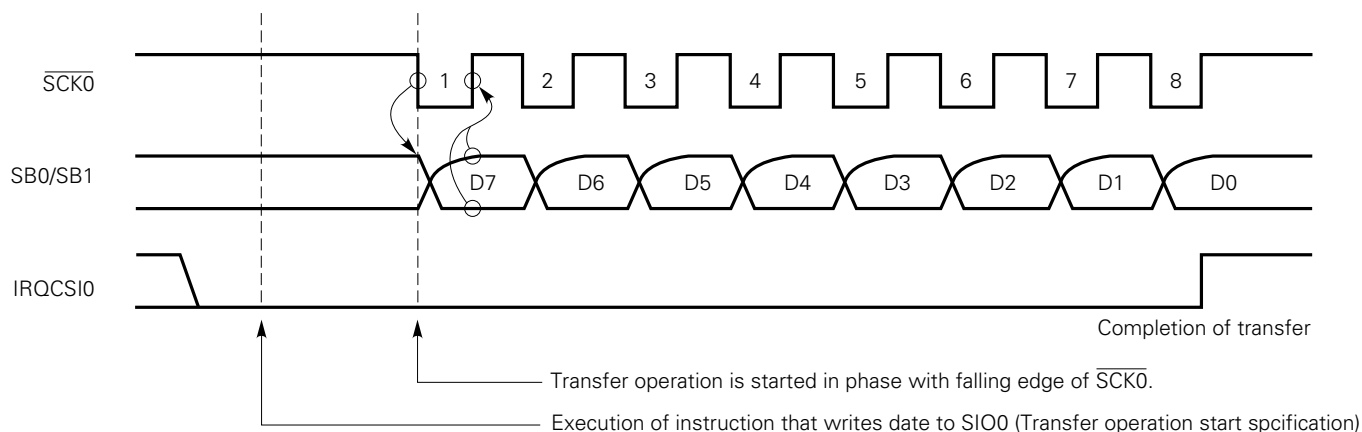 SCK0
1 2 3 4 5 6 7 8
SB0/SB1
D7 D6 D5 D4 D3 D2 D1 D0
IRQCSI0
Completion of transfer
Transfer operation is started in phase with falling edge of SCK0.
Execution of instruction that writes date to SIO0 (Transfer operation start spcification)